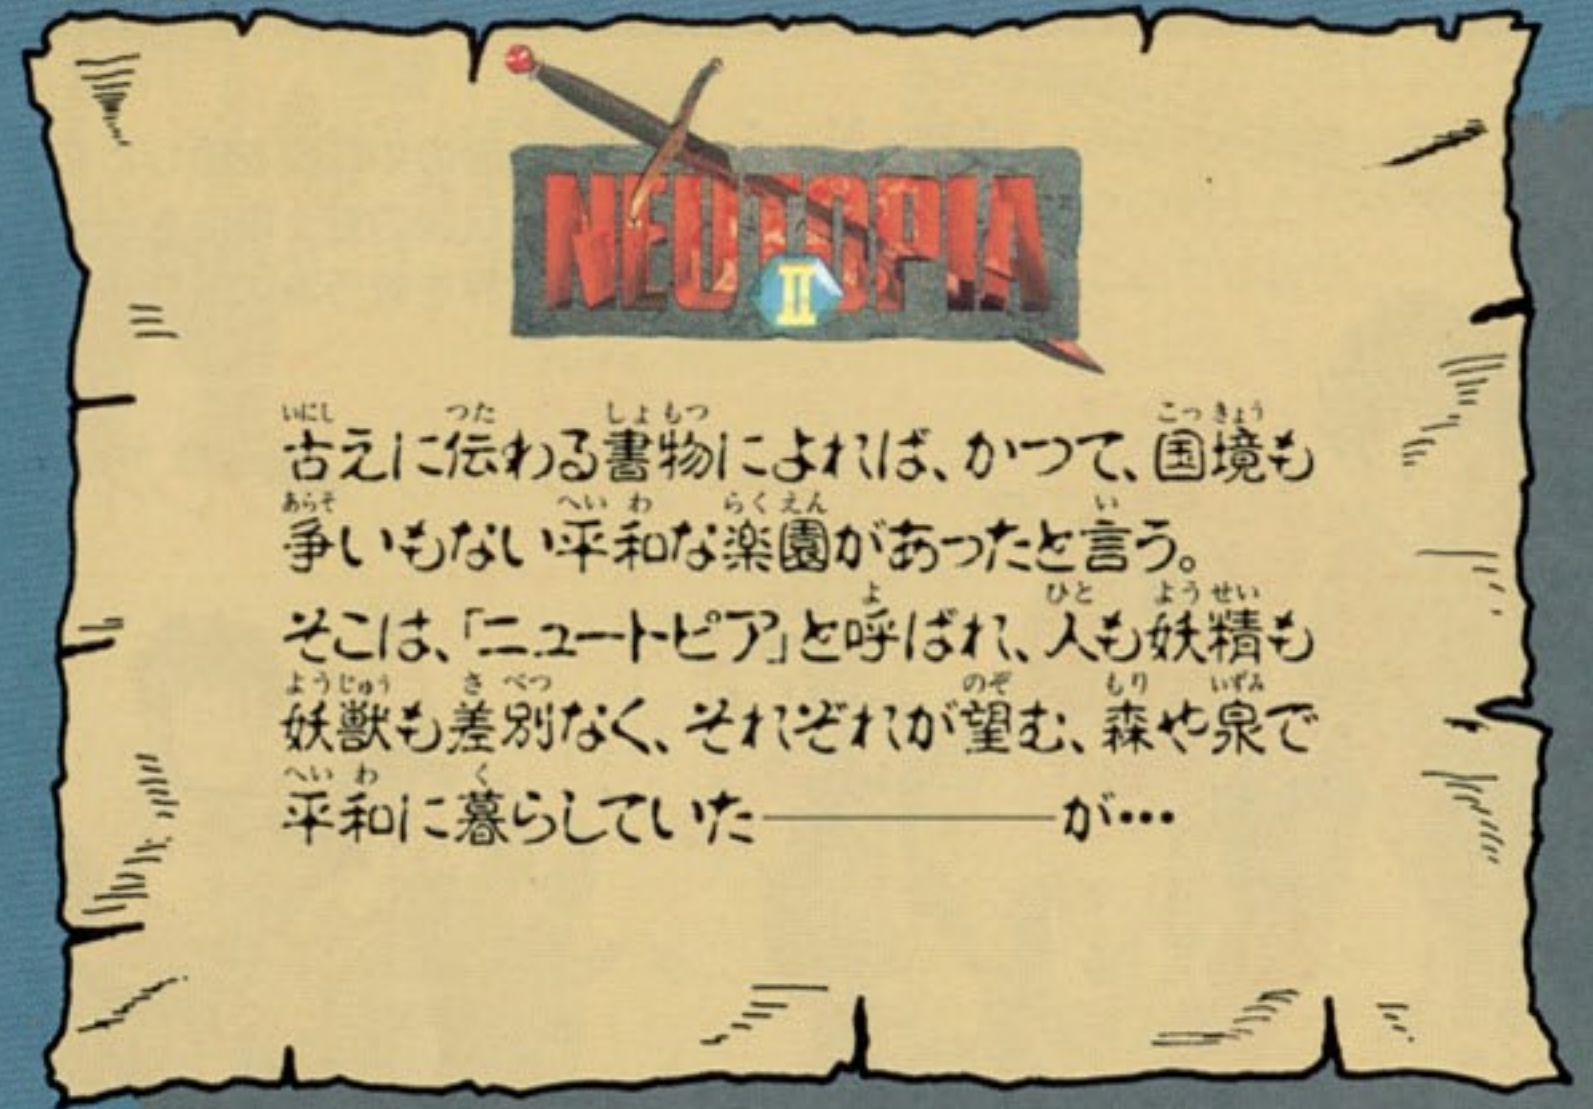 NEUTOPIA
II
古えに伝わる書物によれば、かつて、国境も
争いもない平和な楽園があったと言う。
そこは、「ニュートピア」と呼ばれ、人も妖精も
妖獣も差別なく、それぞれが望む、森や泉で
平和に暮らしていた―――――が…